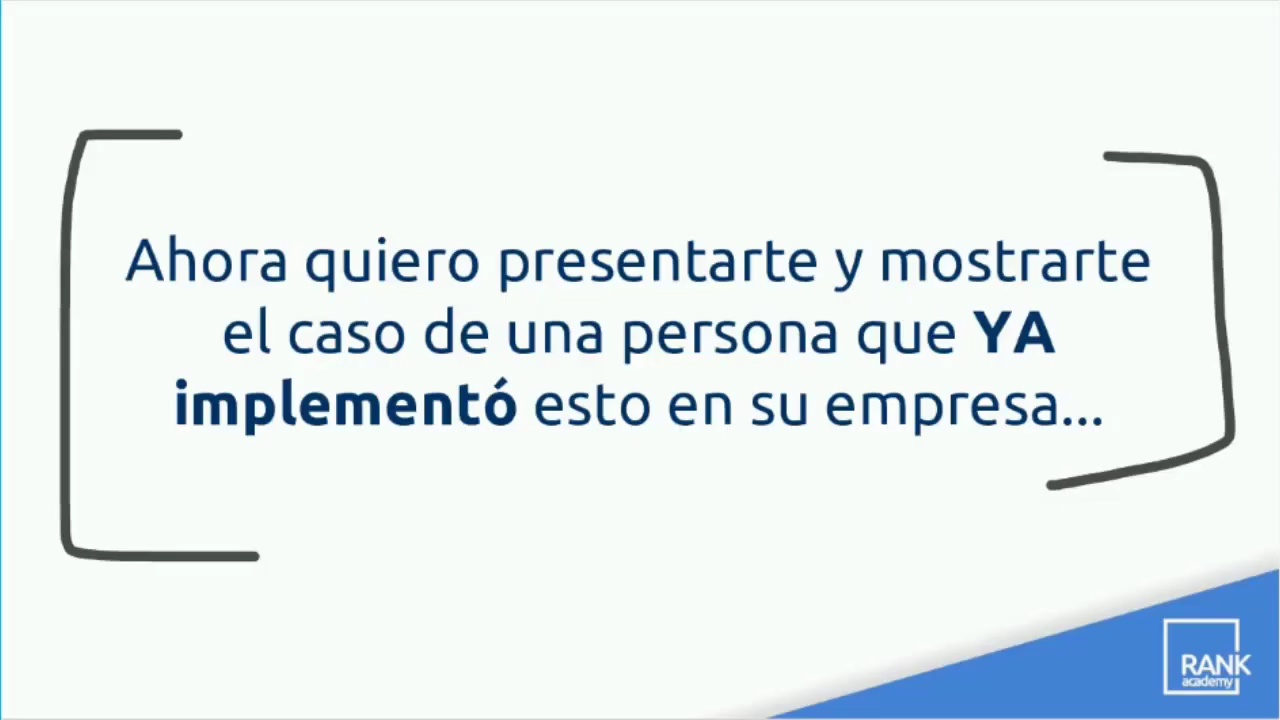 Ahora quiero presentarte y mostrarte
el caso de una persona que YA
implementó esto en su empresa...
RANK
academy